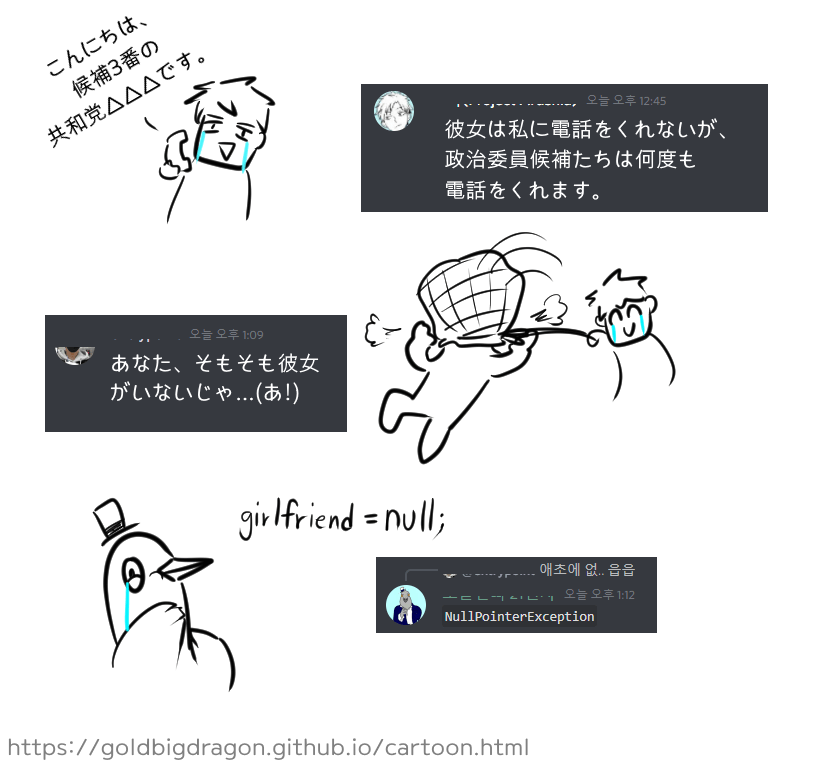 こんにちは、
候補3番の
共和党△△△です。
오늘 오후 12:45
彼女は私に電話をくれないが、
政治委員候補たちは何度も
電話をくれます。
오늘 오후 1:09
あなた、そもそも彼女
がいないじゃ...(あ!)
girlfriend = null;
애초에 없.. 읍읍
오늘 오후 1:12
NullPointerException
https://goldbigdragon.github.io/cartoon.html